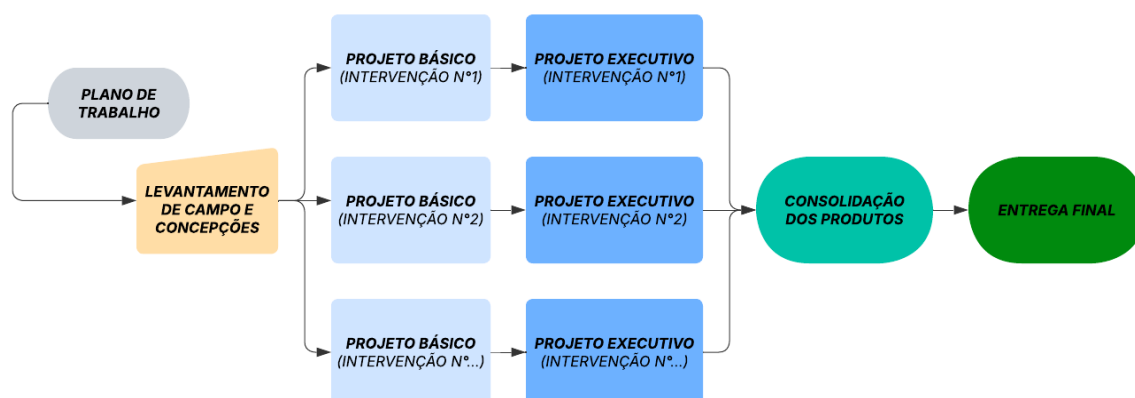 PLANO DE
TRABALHO
LEVANTAMENTO
DE CAMPO E
CONCEPÇÕES
PROJETO BÁSICO
(INTERVENÇÃO N°1)
PROJETO EXECUTIVO
(INTERVENÇÃO N°1)
PROJETO BÁSICO
(INTERVENÇÃO N°2)
PROJETO EXECUTIVO
(INTERVENÇÃO N°2)
PROJETO BÁSICO
(INTERVENÇÃO N°...)
PROJETO EXECUTIVO
(INTERVENÇÃO N°...)
CONSOLIDAÇÃO
DOS PRODUTOS
ENTREGA FINAL